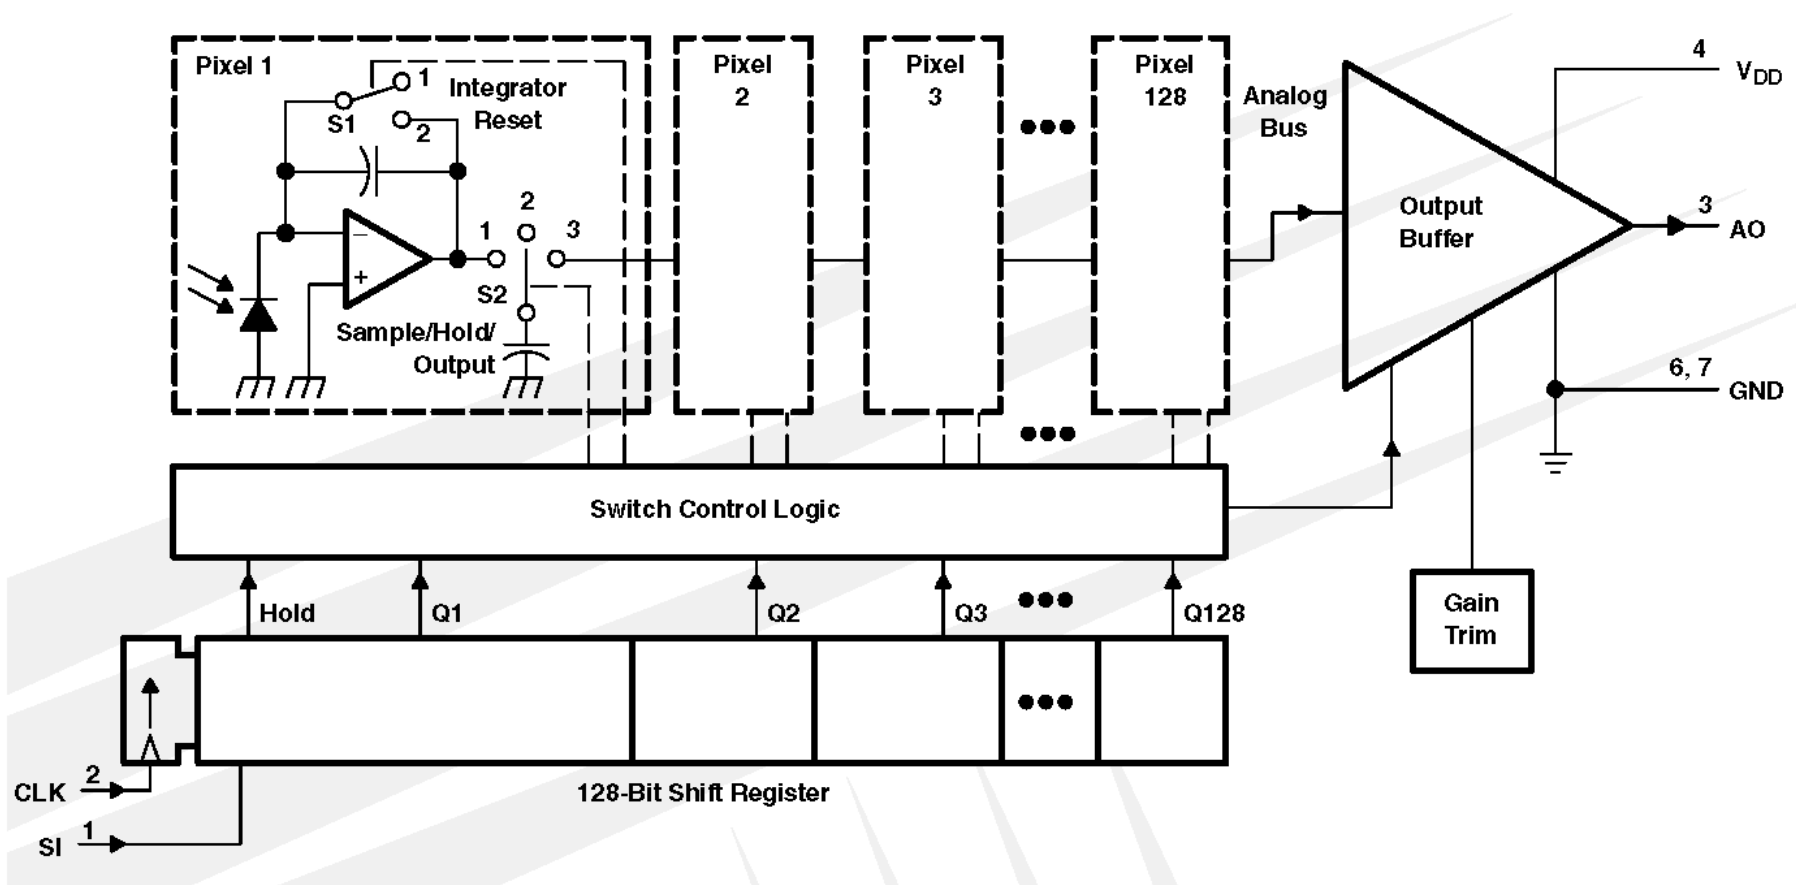 Pixel 1
1
Integrator
Reset
S1
2
−
+
1
2
3
S2
Sample/Hold/
Output
Pixel
2
Pixel
3
Pixel
128
Analog
Bus
Output
Buffer
4
VDD
3
AO
6, 7
GND
Switch Control Logic
Gain
Trim
Hold
Q1
Q2
Q3
Q128
CLK
2
SI
1
128-Bit Shift Register